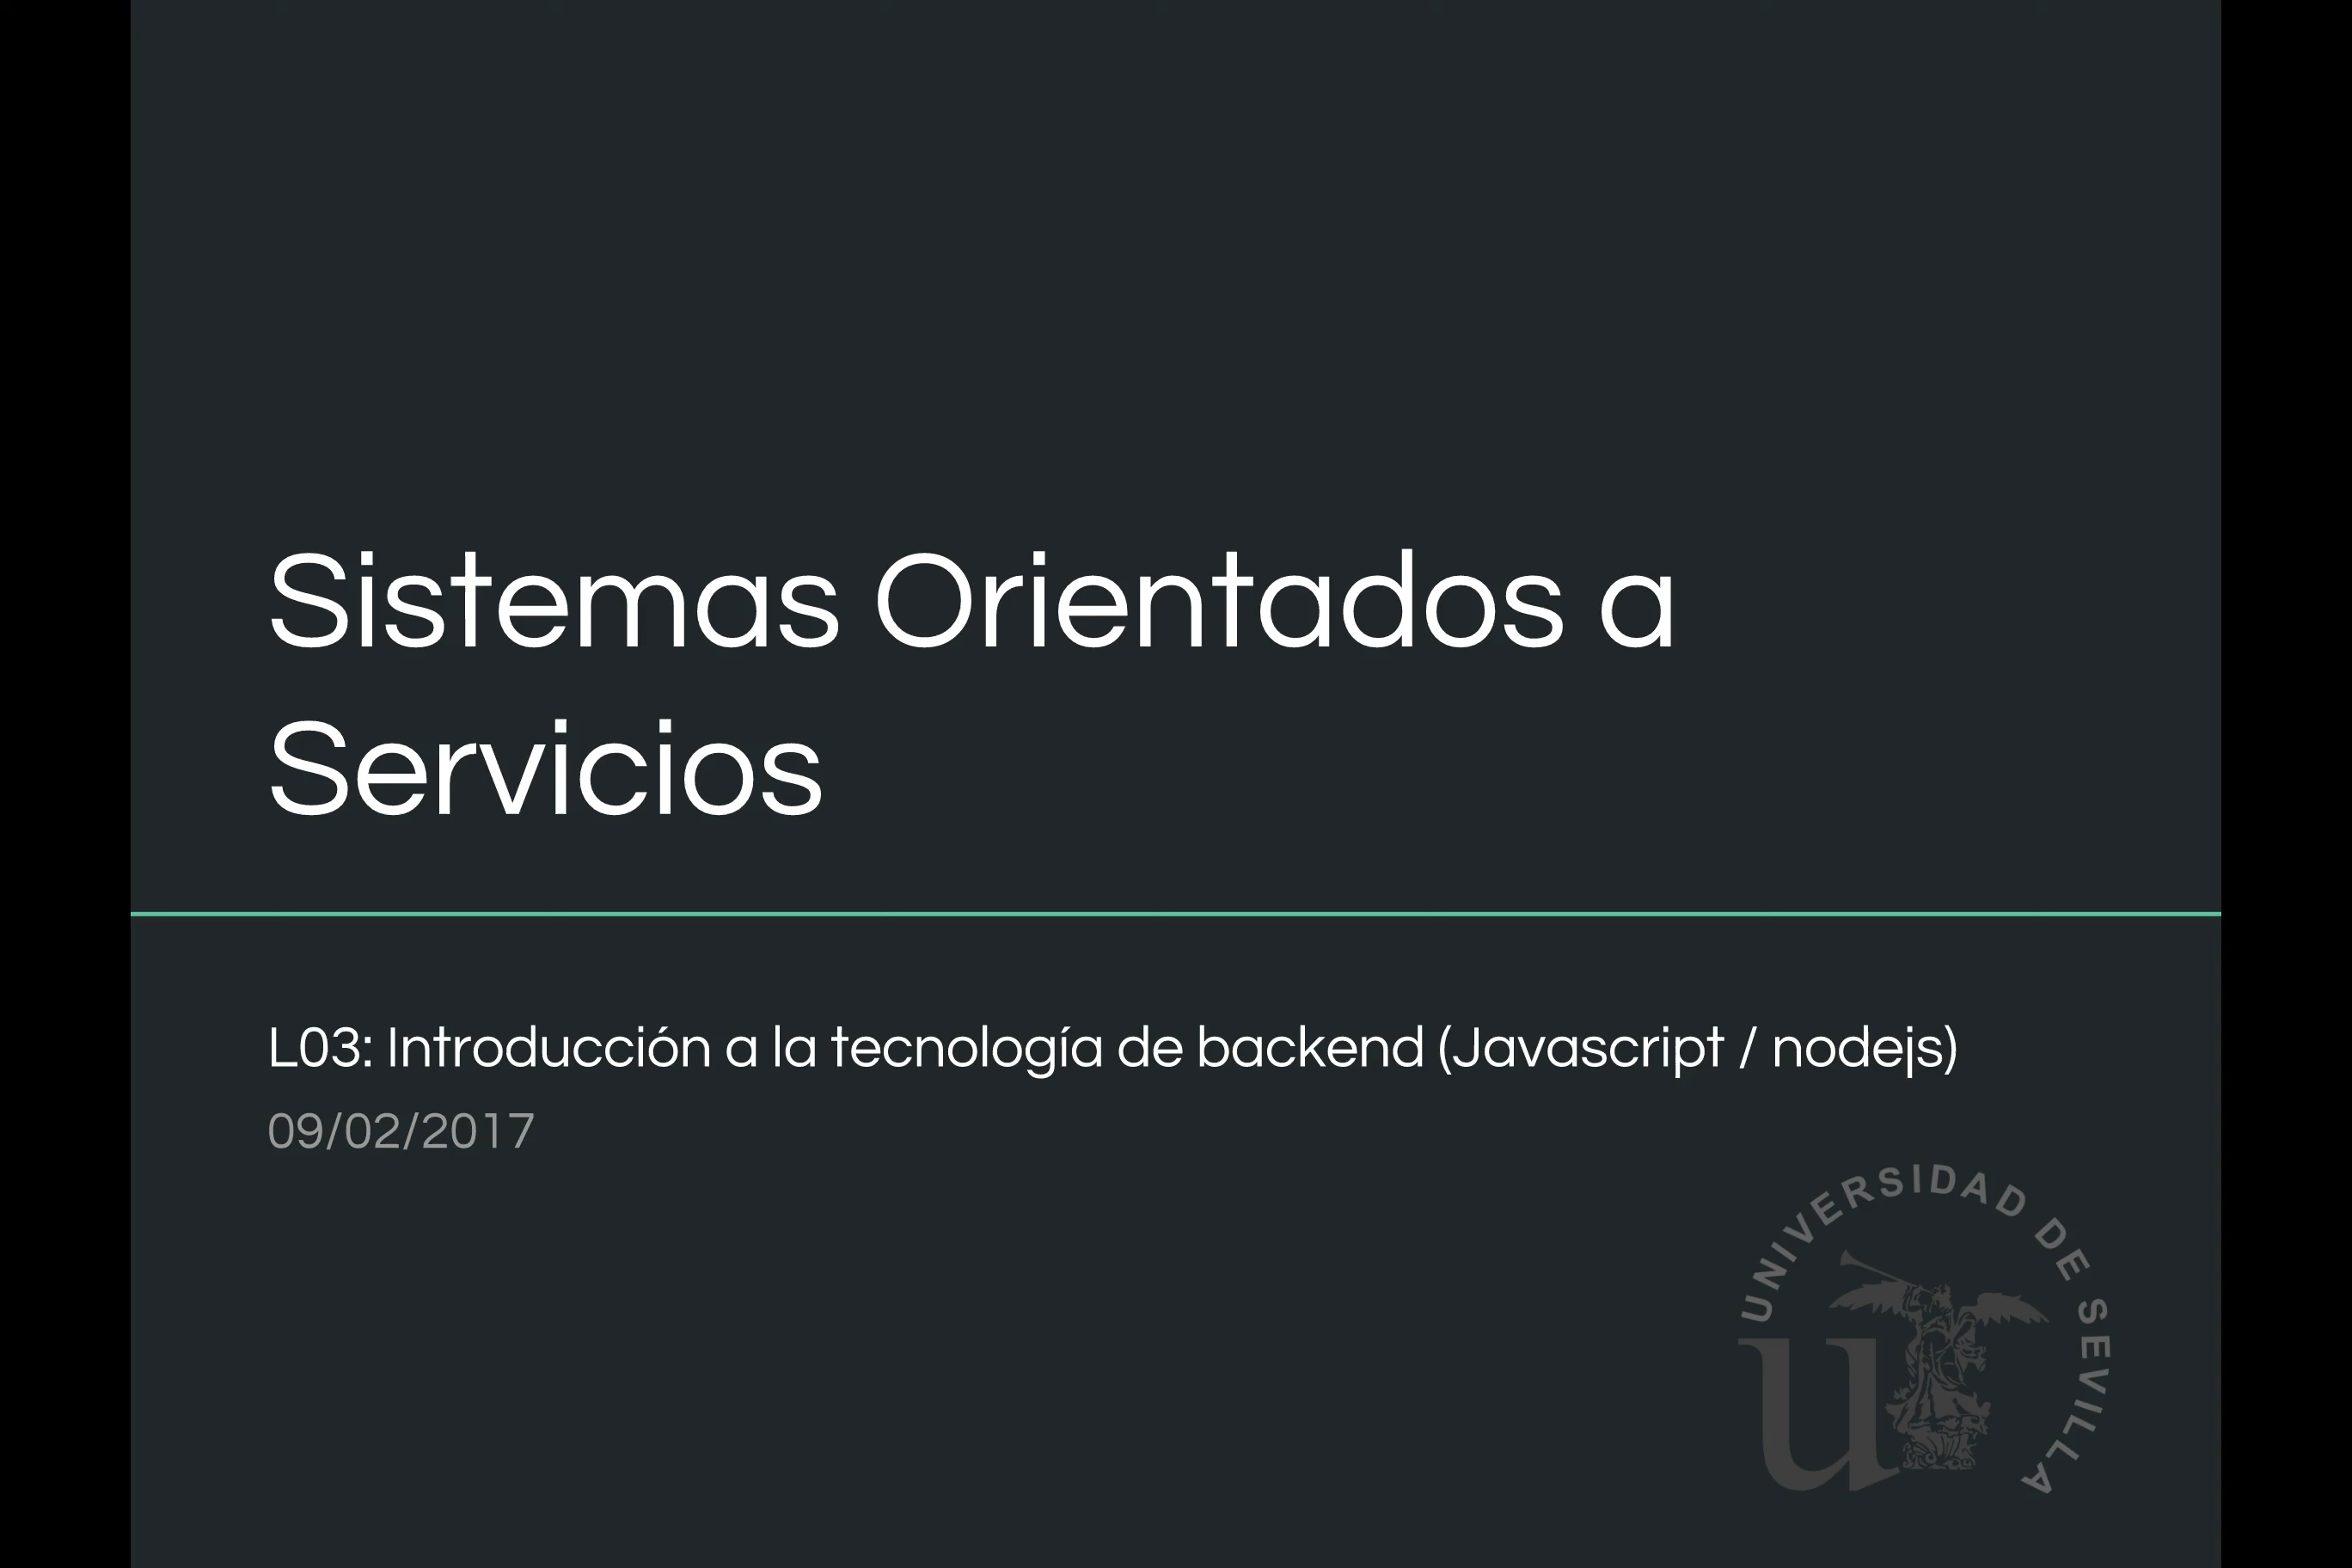 Sistemas Orientados a
Servicios
L03: Introducción a la tecnología de backend (Javascript / nodejs)
09/02/2017
UNIVERSIDAD DE SEVILLA
u